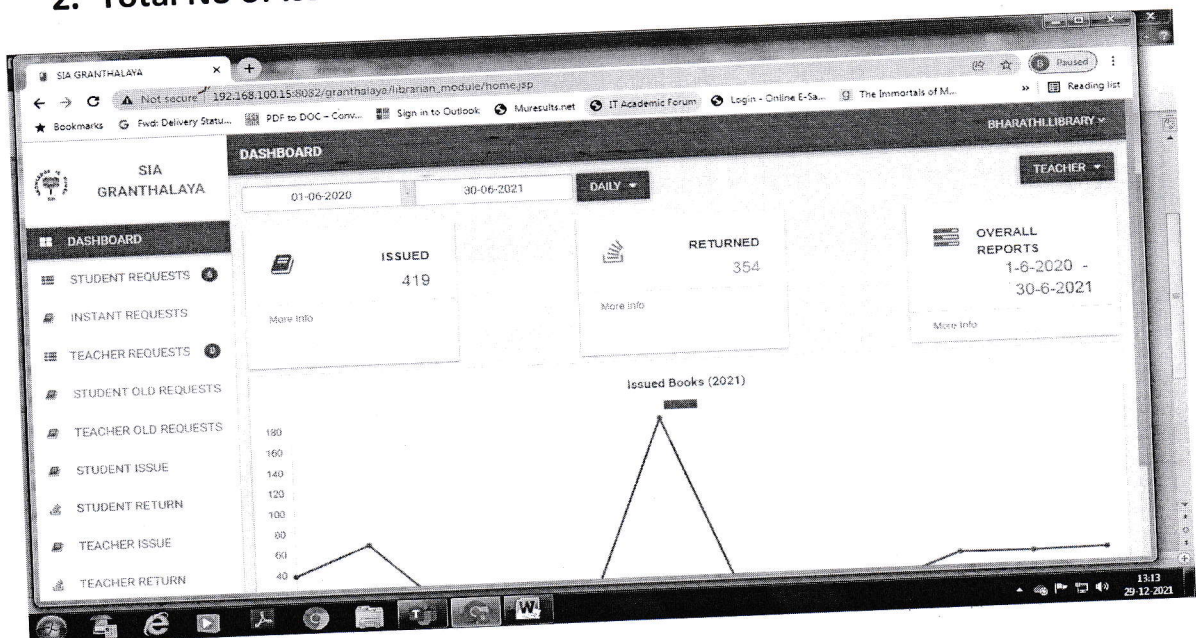 2. Total No of
SIA GRANTHALAYA
Not secure 192.168.100.15:8082/granthalaya/librarian_module/home.jsp
Paused
Bookmarks Fwd: Delivery Statu... PDF to DOC - Conv... Sign in to Outlook Muresults.net IT Academic Forum Login - Online E-Sa... The Immortals of M... » Reading list
SIA
GRANTHALAYA
DASHBOARD
BHARATHI.LIBRARY
01-06-2020 30-06-2021 DAILY
TEACHER
DASHBOARD
STUDENT REQUESTS
INSTANT REQUESTS
TEACHER REQUESTS
STUDENT OLD REQUESTS
TEACHER OLD REQUESTS
STUDENT ISSUE
STUDENT RETURN
TEACHER ISSUE
TEACHER RETURN
ISSUED
419
More Info
RETURNED
354
More Info
OVERALL
REPORTS
1-6-2020 -
30-6-2021
More Info
Issued Books (2021)
180
160
140
120
100
80
60
40
13:13
29-12-2021